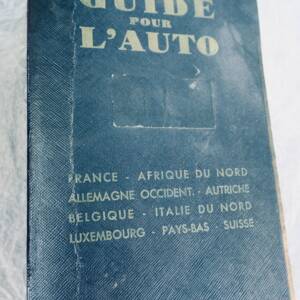 GUIDE
POUR
L'AUTO
FRANCE - AFRIQUE DU NORD
ALLEMAGNE OCCIDENT. - AUTRICHE
BELGIQUE - ITALIE DU NORD
LUXEMBOURG - PAYS-BAS - SUISSE